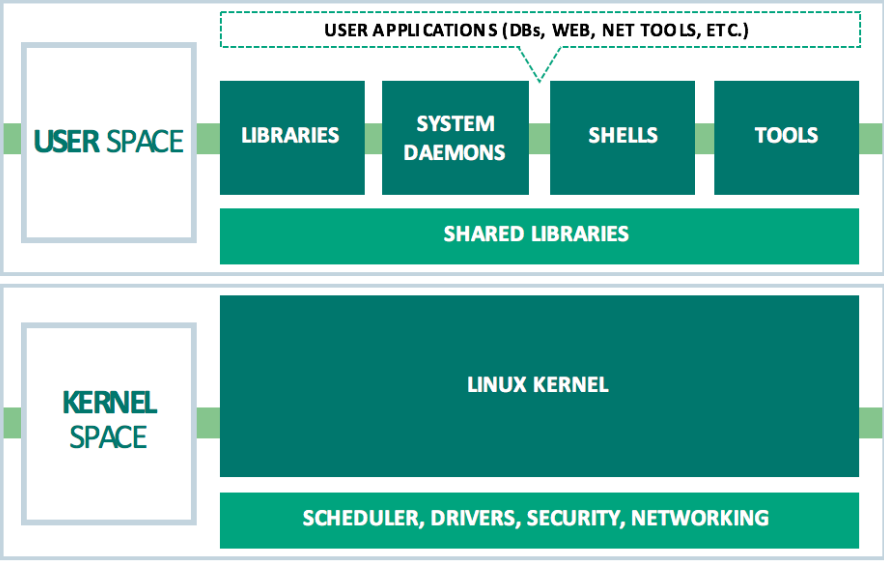 USER APPLICATIONS (DBs, WEB, NET TOOLS, ETC.)
USER SPACE
LIBRARIES
SYSTEM
DAEMONS
SHELLS
TOOLS
SHARED LIBRARIES
KERNEL
SPACE
LINUX KERNEL
SCHEDULER, DRIVERS, SECURITY, NETWORKING